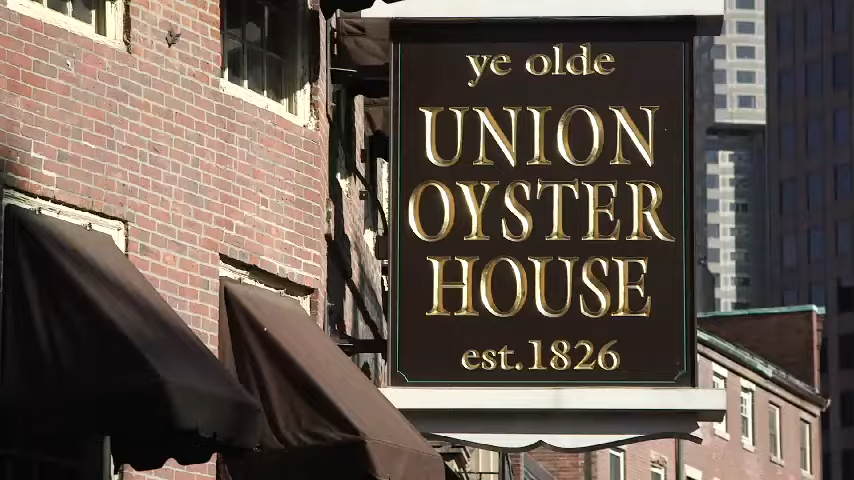 ye olde
UNION
OYSTER
HOUSE
est. 1826